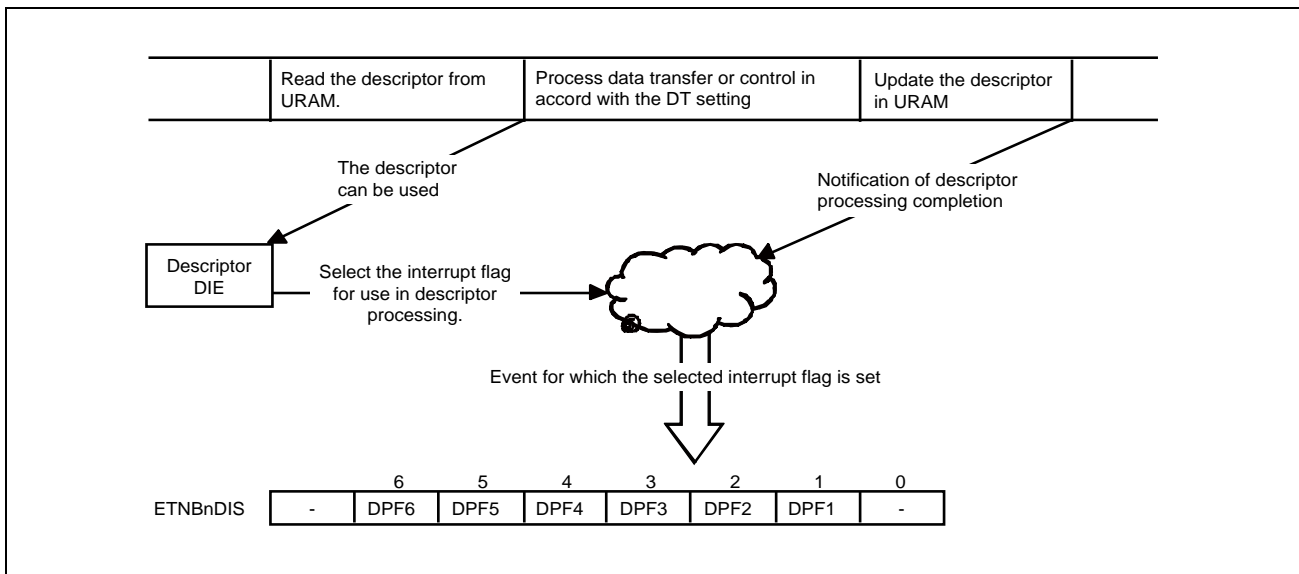 Read the descriptor from
URAM.
Process data transfer or control in
accord with the DT setting
Update the descriptor
in URAM
The descriptor
can be used
Notification of descriptor
processing completion
Descriptor
DIE
Select the interrupt flag
for use in descriptor
processing.
Event for which the selected interrupt flag is set
6 5 4 3 2 1 0
ETNBnDIS - DPF6 DPF5 DPF4 DPF3 DPF2 DPF1 -